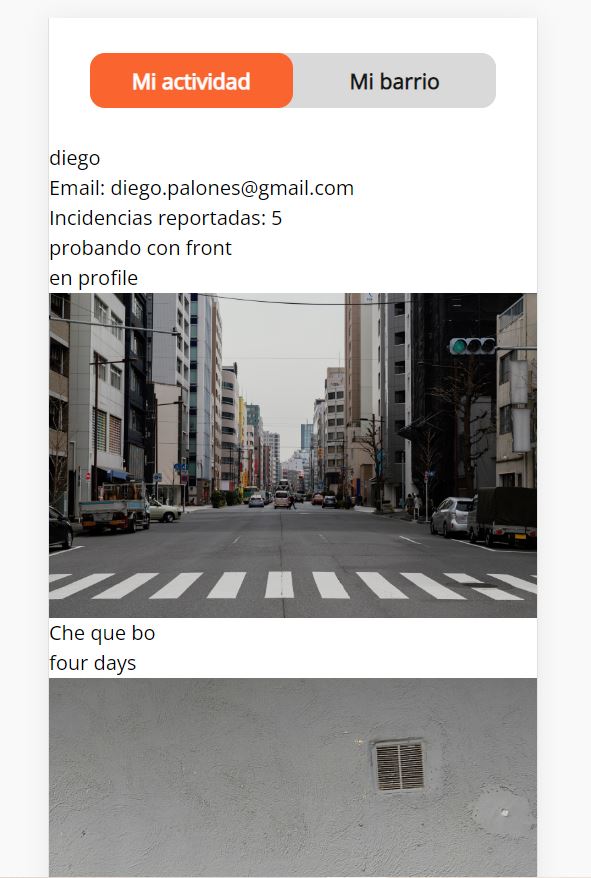 Mi actividad
Mi barrio
diego
Email: diego.palones@gmail.com
Incidencias reportadas: 5
probando con front
en profile
Che que bo
four days